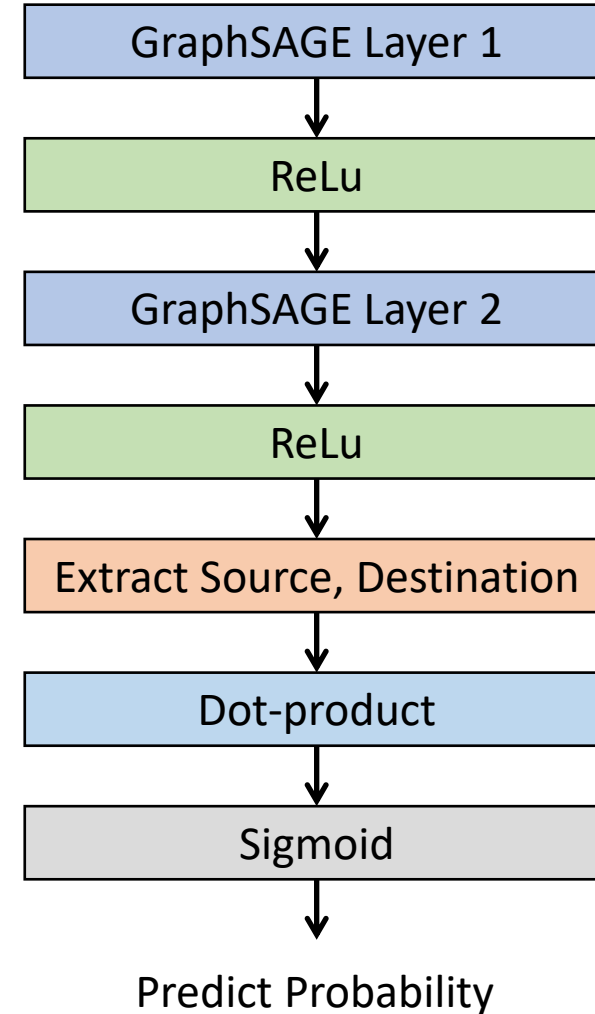 GraphSAGE Layer 1
ReLu
GraphSAGE Layer 2
ReLu
Extract Source, Destination
Dot-product
Sigmoid
Predict Probability